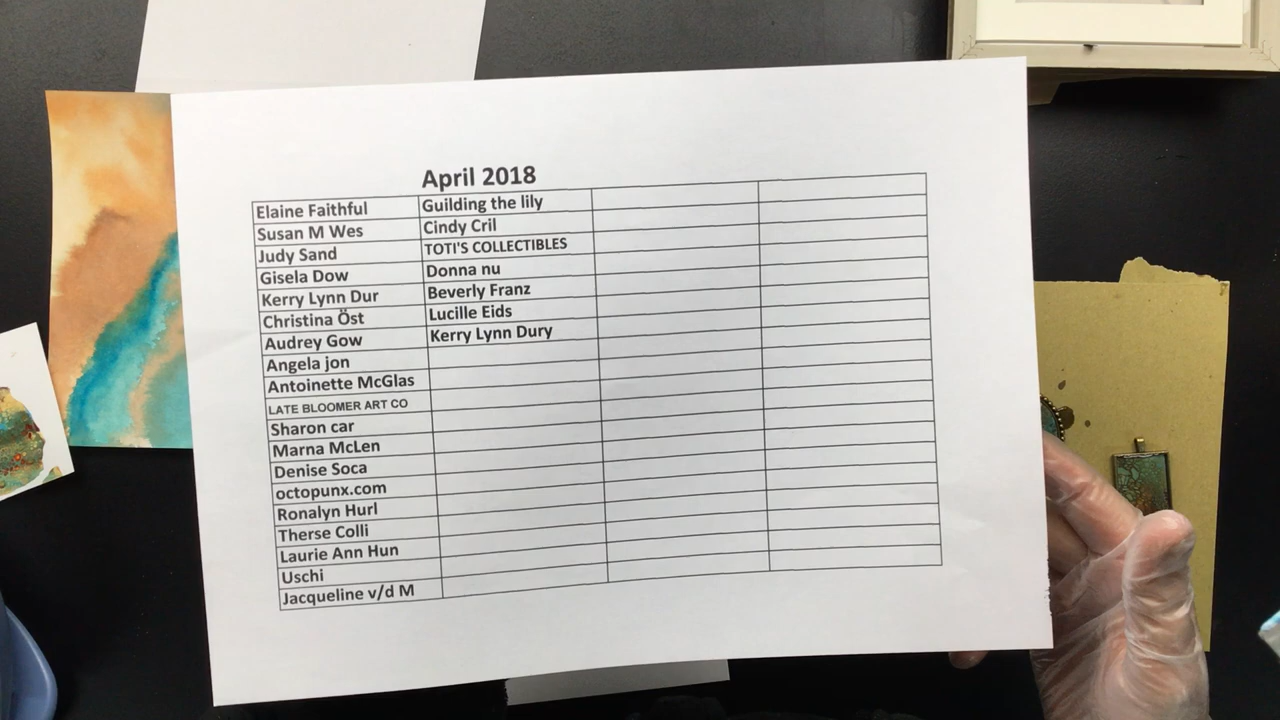 April 2018
Elaine Faithful Guilding the lily
Susan M Wes Cindy Cril
Judy Sand TOTI'S COLLECTIBLES
Gisela Dow Donna nu
Kerry Lynn Dur Beverly Franz
Christina Öst Lucille Eids
Audrey Gow Kerry Lynn Dury
Angela jon
Antoinette McGlas
LATE BLOOMER ART CO
Sharon car
Marna McLen
Denise Soca
octopunx.com
Ronalyn Hurl
Therse Colli
Laurie Ann Hun
Uschi
Jacqueline v/d M